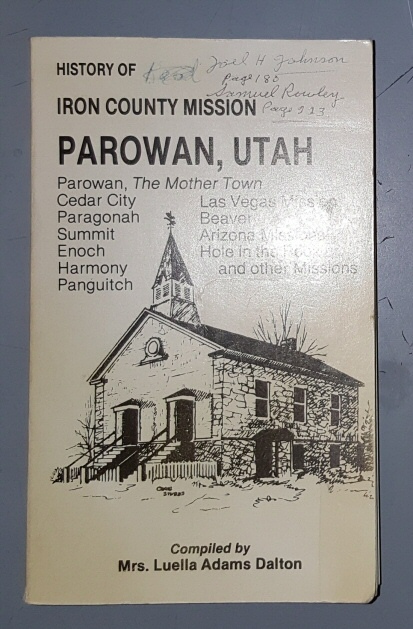 HISTORY OF
Joel H Johnson
Page 180
Samuel Rowley
IRON COUNTY MISSION
PAROWAN, UTAH
Parowan, The Mother Town
Cedar City
Paragonah
Summit
Enoch
Harmony
Panguitch
Las Vegas Mission
Beaver
Arizona Missions
Hole in the Rock
and other Missions
Compiled by
Mrs. Luella Adams Dalton